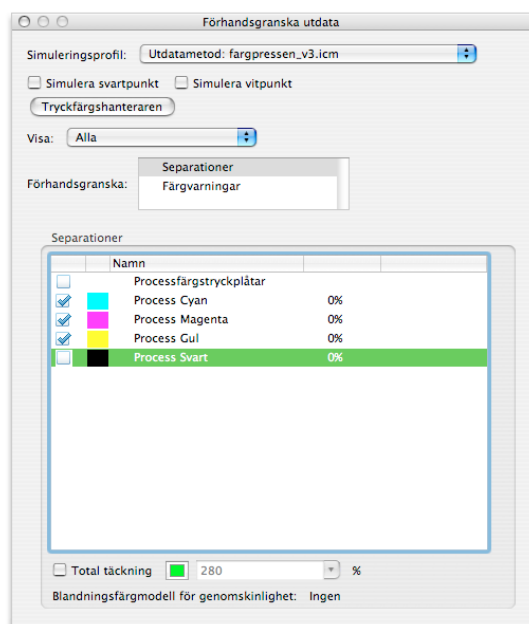 Förhandsgranska utdata
Simuleringsprofil: Utdatametod: fargpressen_v3.icm
Simulera svartpunkt Simulera vitpunkt
Tryckfärgshanteraren
Visa: Alla
Separationer
Förhandsgranska: Färgvarningar
Separationer
Namn
Processfärgstryckplåtar
Process Cyan 0%
Process Magenta 0%
Process Gul 0%
Process Svart 0%
Total täckning 280 %
Blandningsfärgmodell för genomskinlighet: Ingen